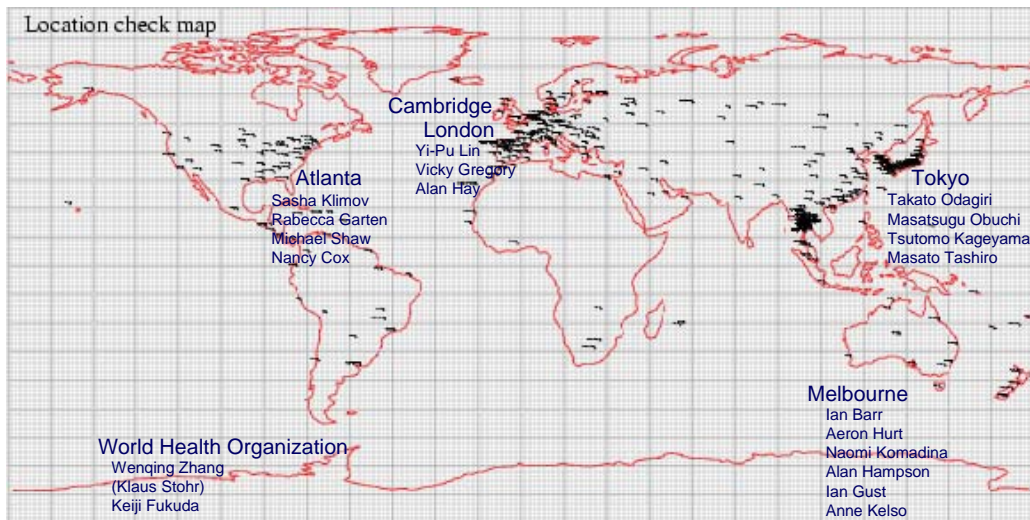 Location check map
Cambridge
London
Yi-Pu Lin
Vicky Gregory
Alan Hay
Atlanta
Sasha Klimov
Rabecca Garten
Michael Shaw
Nancy Cox
Tokyo
Takato Odagiri
Masatsugu Obuchi
Tsutomo Kageyama
Masato Tashiro
Melbourne
Ian Barr
Aeron Hurt
Naomi Komadina
Alan Hampson
Ian Gust
Anne Kelso
World Health Organization
Wenqing Zhang
(Klaus Stohr)
Keiji Fukuda